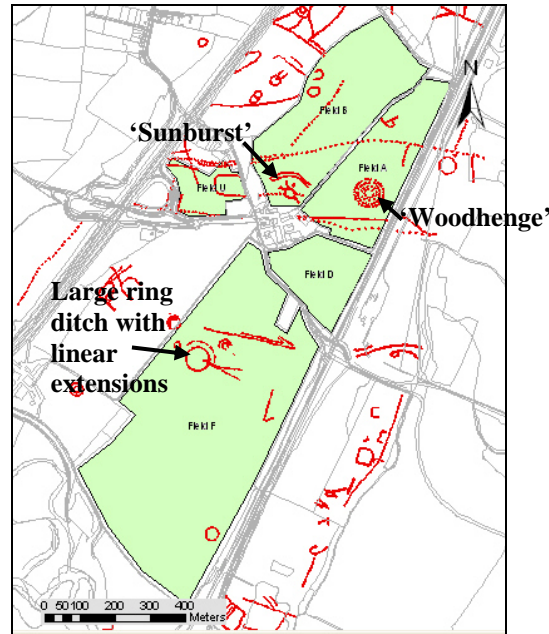 N
Field B
‘Sunburst’
Field A
Field U
‘Woodhenge’
Field D
Large ring
ditch with
linear
extensions
Field F
0 50 100 200 300 400
Meters